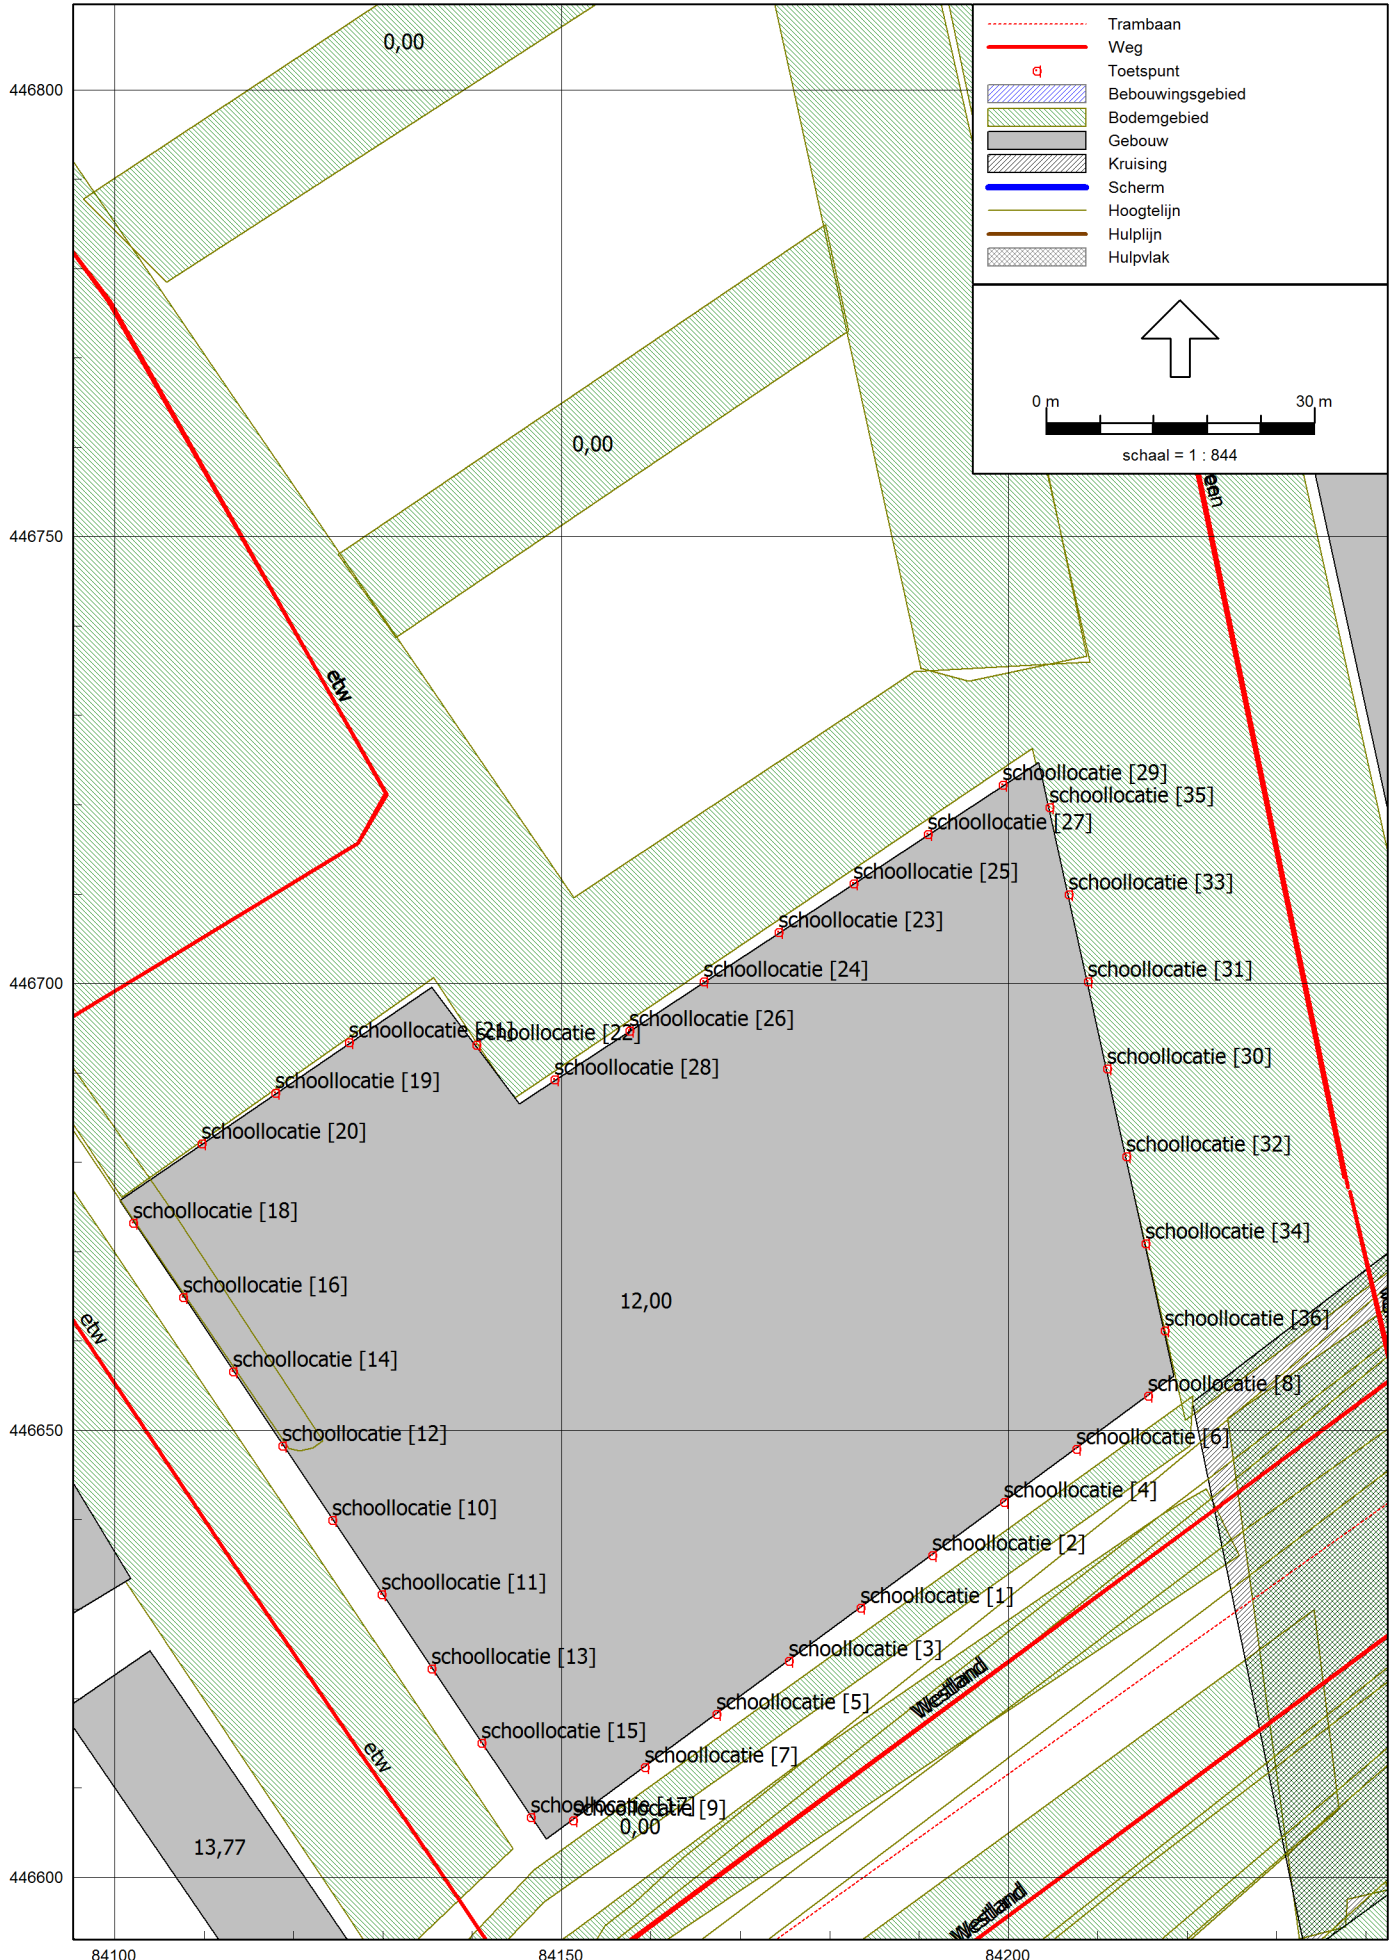 Trambaan
Weg
Toetspunt
Bebouwingsgebied
Bodemgebied
Gebouw
Kruising
Scherm
Hoogtelijn
Hulplijn
Hulpvlak
0 m 30 m
schaal = 1 : 844
0,00
446800
0,00
446750
etw
schoollocatie [29]
schoollocatie [35]
schoollocatie [27]
schoollocatie [25]
schoollocatie [33]
schoollocatie [23]
schoollocatie [24]
schoollocatie [31]
446700
schoollocatie [26]
schoollocatie [21]
schoollocatie [22]
schoollocatie [28]
schoollocatie [30]
schoollocatie [19]
schoollocatie [20]
schoollocatie [32]
schoollocatie [18]
schoollocatie [34]
schoollocatie [16]
12,00
etw
schoollocatie [36]
schoollocatie [14]
schoollocatie [8]
446650
schoollocatie [12]
schoollocatie [6]
schoollocatie [4]
schoollocatie [10]
schoollocatie [2]
schoollocatie [11]
schoollocatie [1]
schoollocatie [3]
schoollocatie [13]
Westland
schoollocatie [5]
schoollocatie [15]
etw
schoollocatie [7]
schoollocatie [17]
schoollocatie [9]
0,00
13,77
446600
Westland
84100
84150
84200